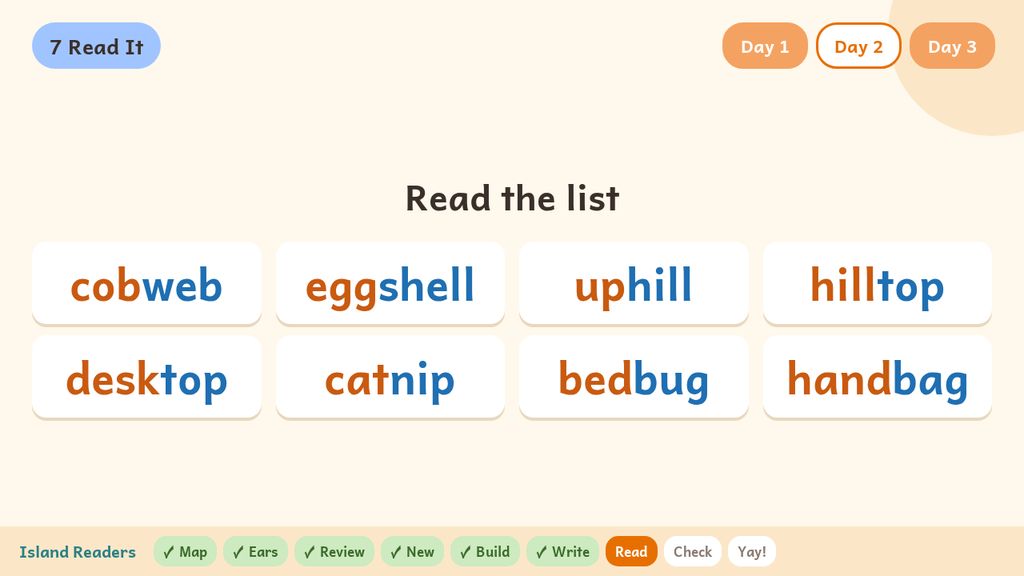 7 Read It
Day 1 Day 2 Day 3
Read the list
cobweb eggshell uphill hilltop
desktop catnip bedbug handbag
Island Readers ✓ Map ✓ Ears ✓ Review ✓ New ✓ Build ✓ Write Read Check Yay!